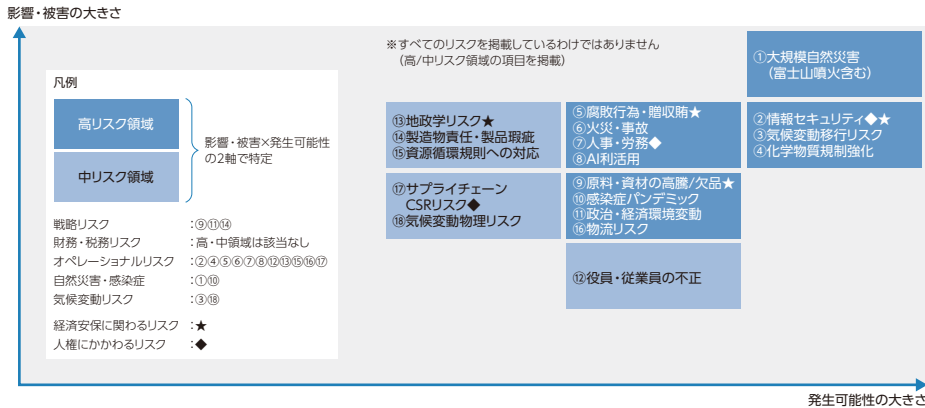 影響・被害の大きさ
※すべてのリスクを掲載しているわけではありません
（高/中リスク領域の項目を掲載）
①大規模自然災害
（富士山噴火含む）
凡例
高リスク領域
中リスク領域
影響・被害×発生可能性
の2軸で特定
⑬地政学リスク★
⑭製造物責任・製品瑕疵
⑮資源循環規則への対応
⑤腐敗行為・贈収賄★
⑥火災・事故
⑦人事・労務◆
⑧AI利活用
②情報セキュリティ◆★
③気候変動移行リスク
④化学物質規制強化
⑰サプライチェーン
CSRリスク◆
⑱気候変動物理リスク
⑨原料・資材の高騰/欠品★
⑩感染症パンデミック
⑪政治・経済環境変動
⑯物流リスク
⑫役員・従業員の不正
戦略リスク ：⑨⑪⑭
財務・税務リスク ：高・中領域は該当なし
オペレーショナルリスク ：②④⑤⑥⑦⑧⑫⑬⑮⑯⑰
自然災害・感染症 ：①⑩
気候変動リスク ：③⑱
経済安保に関わるリスク ：★
人権にかかわるリスク ：◆
発生可能性の大きさ